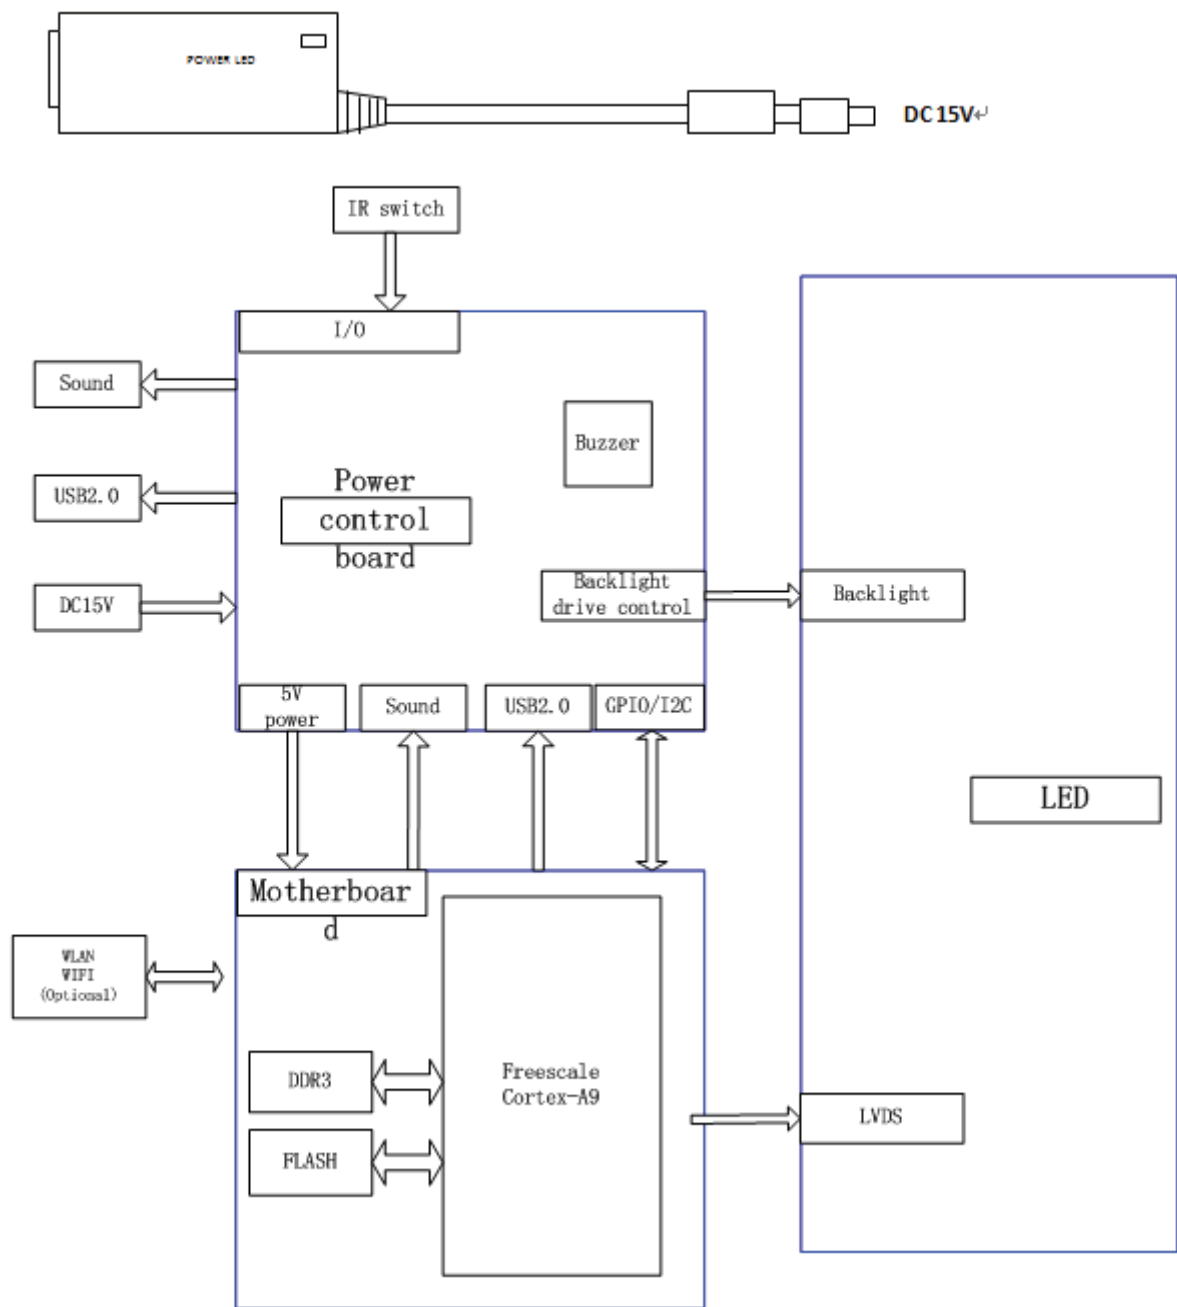 POWER LED
DC15V↵
IR switch
I/O
Sound
Buzzer
USB2.0
Power
control
board
DC15V
Backlight
drive control
Backlight
5V
power
Sound
USB2.0
GPIO/I2C
LED
Motherboar
d
WLAN
WIFI
(Optional)
DDR3
Freescale
Cortex-A9
LVDS
FLASH